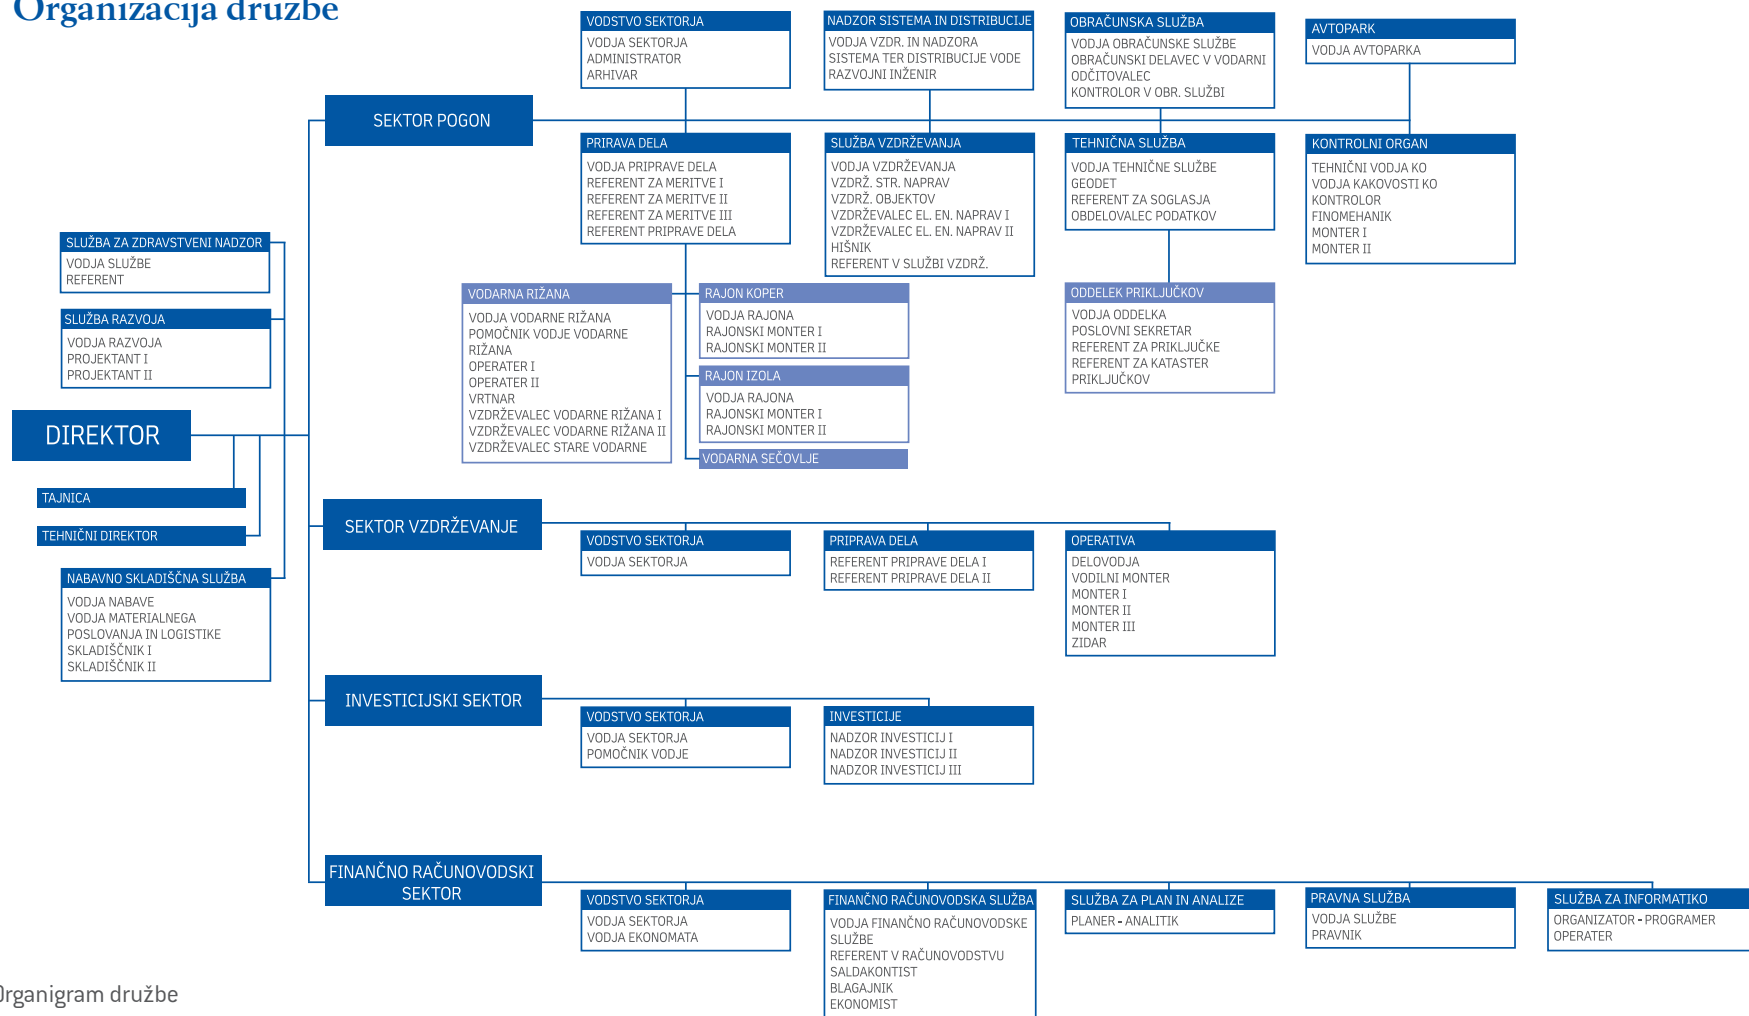 Organizacija družbe
VODSTVO SEKTORJA
VODJA SEKTORJA
ADMINISTRATOR
ARHIVAR
NADZOR SISTEMA IN DISTRIBUCIJE
VODJA VZDR. IN NADZORA
SISTEMA TER DISTRIBUCIJE VODE
RAZVOJNI INŽENIR
OBRAČUNSKA SLUŽBA
VODJA OBRAČUNSKE SLUŽBE
OBRAČUNSKI DELAVEC V VODARNI
ODČITOVALEC
KONTROLOR V OBR. SLUŽBI
AVTOPARK
VODJA AVTOPARKA
SEKTOR POGON
PRIRAVA DELA
VODJA PRIPRAVE DELA
REFERENT ZA MERITVE I
REFERENT ZA MERITVE II
REFERENT ZA MERITVE III
REFERENT PRIPRAVE DELA
SLUŽBA VZDRŽEVANJA
VODJA VZDRŽEVANJA
VZDRŽ. STR. NAPRAV
VZDRŽ. OBJEKTOV
VZDRŽEVALEC EL. EN. NAPRAV I
VZDRŽEVALEC EL. EN. NAPRAV II
HIŠNIK
REFERENT V SLUŽBI VZDRŽ.
TEHNIČNA SLUŽBA
VODJA TEHNIČNE SLUŽBE
GEODET
REFERENT ZA SOGLASJA
OBDELOVALEC PODATKOV
KONTROLNI ORGAN
TEHNIČNI VODJA KO
VODJA KAKOVOSTI KO
KONTROLOR
FINOMEHANIK
MONTER I
MONTER II
SLUŽBA ZA ZDRAVSTVENI NADZOR
VODJA SLUŽBE
REFERENT
SLUŽBA RAZVOJA
VODJA RAZVOJA
PROJEKTANT I
PROJEKTANT II
VODARNA RIŽANA
VODJA VODARNE RIŽANA
POMOČNIK VODJE VODARNE
RIŽANA
OPERATER I
OPERATER II
VRTNAR
VZDRŽEVALEC VODARNE RIŽANA I
VZDRŽEVALEC VODARNE RIŽANA II
VZDRŽEVALEC STARE VODARNE
RAJON KOPER
VODJA RAJONA
RAJONSKI MONTER I
RAJONSKI MONTER II
RAJON IZOLA
VODJA RAJONA
RAJONSKI MONTER I
RAJONSKI MONTER II
VODARNA SEČOVLJE
ODDELEK PRIKLJUČKOV
VODJA ODDELKA
POSLOVNI SEKRETAR
REFERENT ZA PRIKLJUČKE
REFERENT ZA KATASTER
PRIKLJUČKOV
DIREKTOR
TAJNICA
TEHNIČNI DIREKTOR
NABAVNO SKLADIŠČNA SLUŽBA
VODJA NABAVE
VODJA MATERIALNEGA
POSLOVANJA IN LOGISTIKE
SKLADIŠČNIK I
SKLADIŠČNIK II
SEKTOR VZDRŽEVANJE
VODSTVO SEKTORJA
VODJA SEKTORJA
PRIPRAVA DELA
REFERENT PRIPRAVE DELA I
REFERENT PRIPRAVE DELA II
OPERATIVA
DELOVODJA
VODILNI MONTER
MONTER I
MONTER II
MONTER III
ZIDAR
INVESTICIJSKI SEKTOR
VODSTVO SEKTORJA
VODJA SEKTORJA
POMOČNIK VODJE
INVESTICIJE
NADZOR INVESTICIJ I
NADZOR INVESTICIJ II
NADZOR INVESTICIJ III
FINANČNO RAČUNOVODSKI
SEKTOR
VODSTVO SEKTORJA
VODJA SEKTORJA
VODJA EKONOMATA
FINANČNO RAČUNOVODSKA SLUŽBA
VODJA FINANČNO RAČUNOVODSKE
SLUŽBE
REFERENT V RAČUNOVODSTVU
SALDAKONTIST
BLAGAJNIK
EKONOMIST
SLUŽBA ZA PLAN IN ANALIZE
PLANER - ANALITIK
PRAVNA SLUŽBA
VODJA SLUŽBE
PRAVNIK
SLUŽBA ZA INFORMATIKO
ORGANIZATOR - PROGRAMER
OPERATER
Organigram družbe